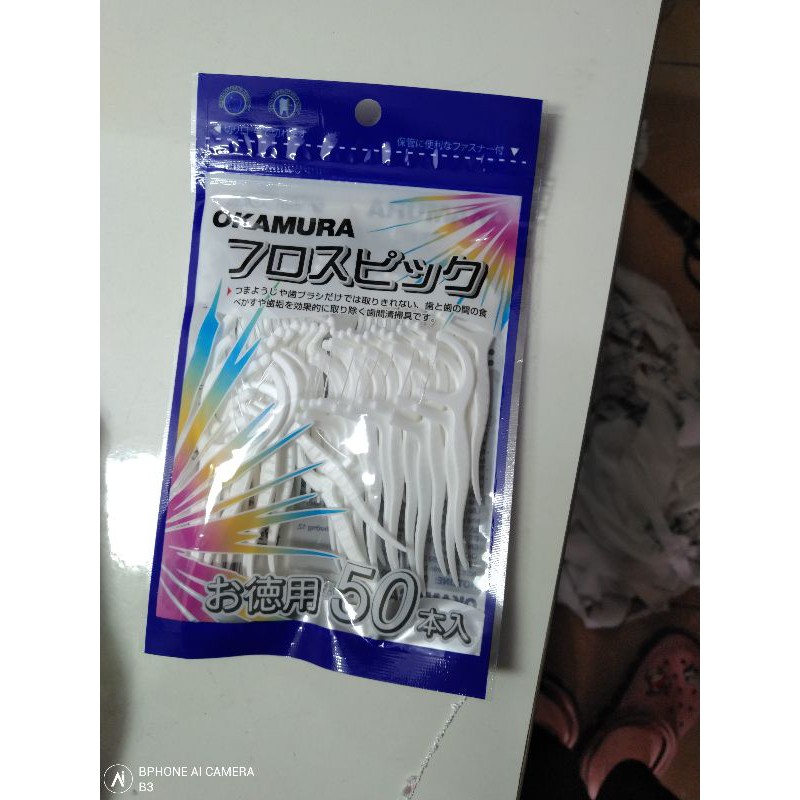 保管に便利なファスナー付▼
OKAMURA
フロスピック
つまようじや歯ブラシだけでは取りきれない、歯と歯の間の食
べかすや歯垢を効果的に取り除く歯間清掃具です。
お徳用50本入
BPHONE AI CAMERA
B3